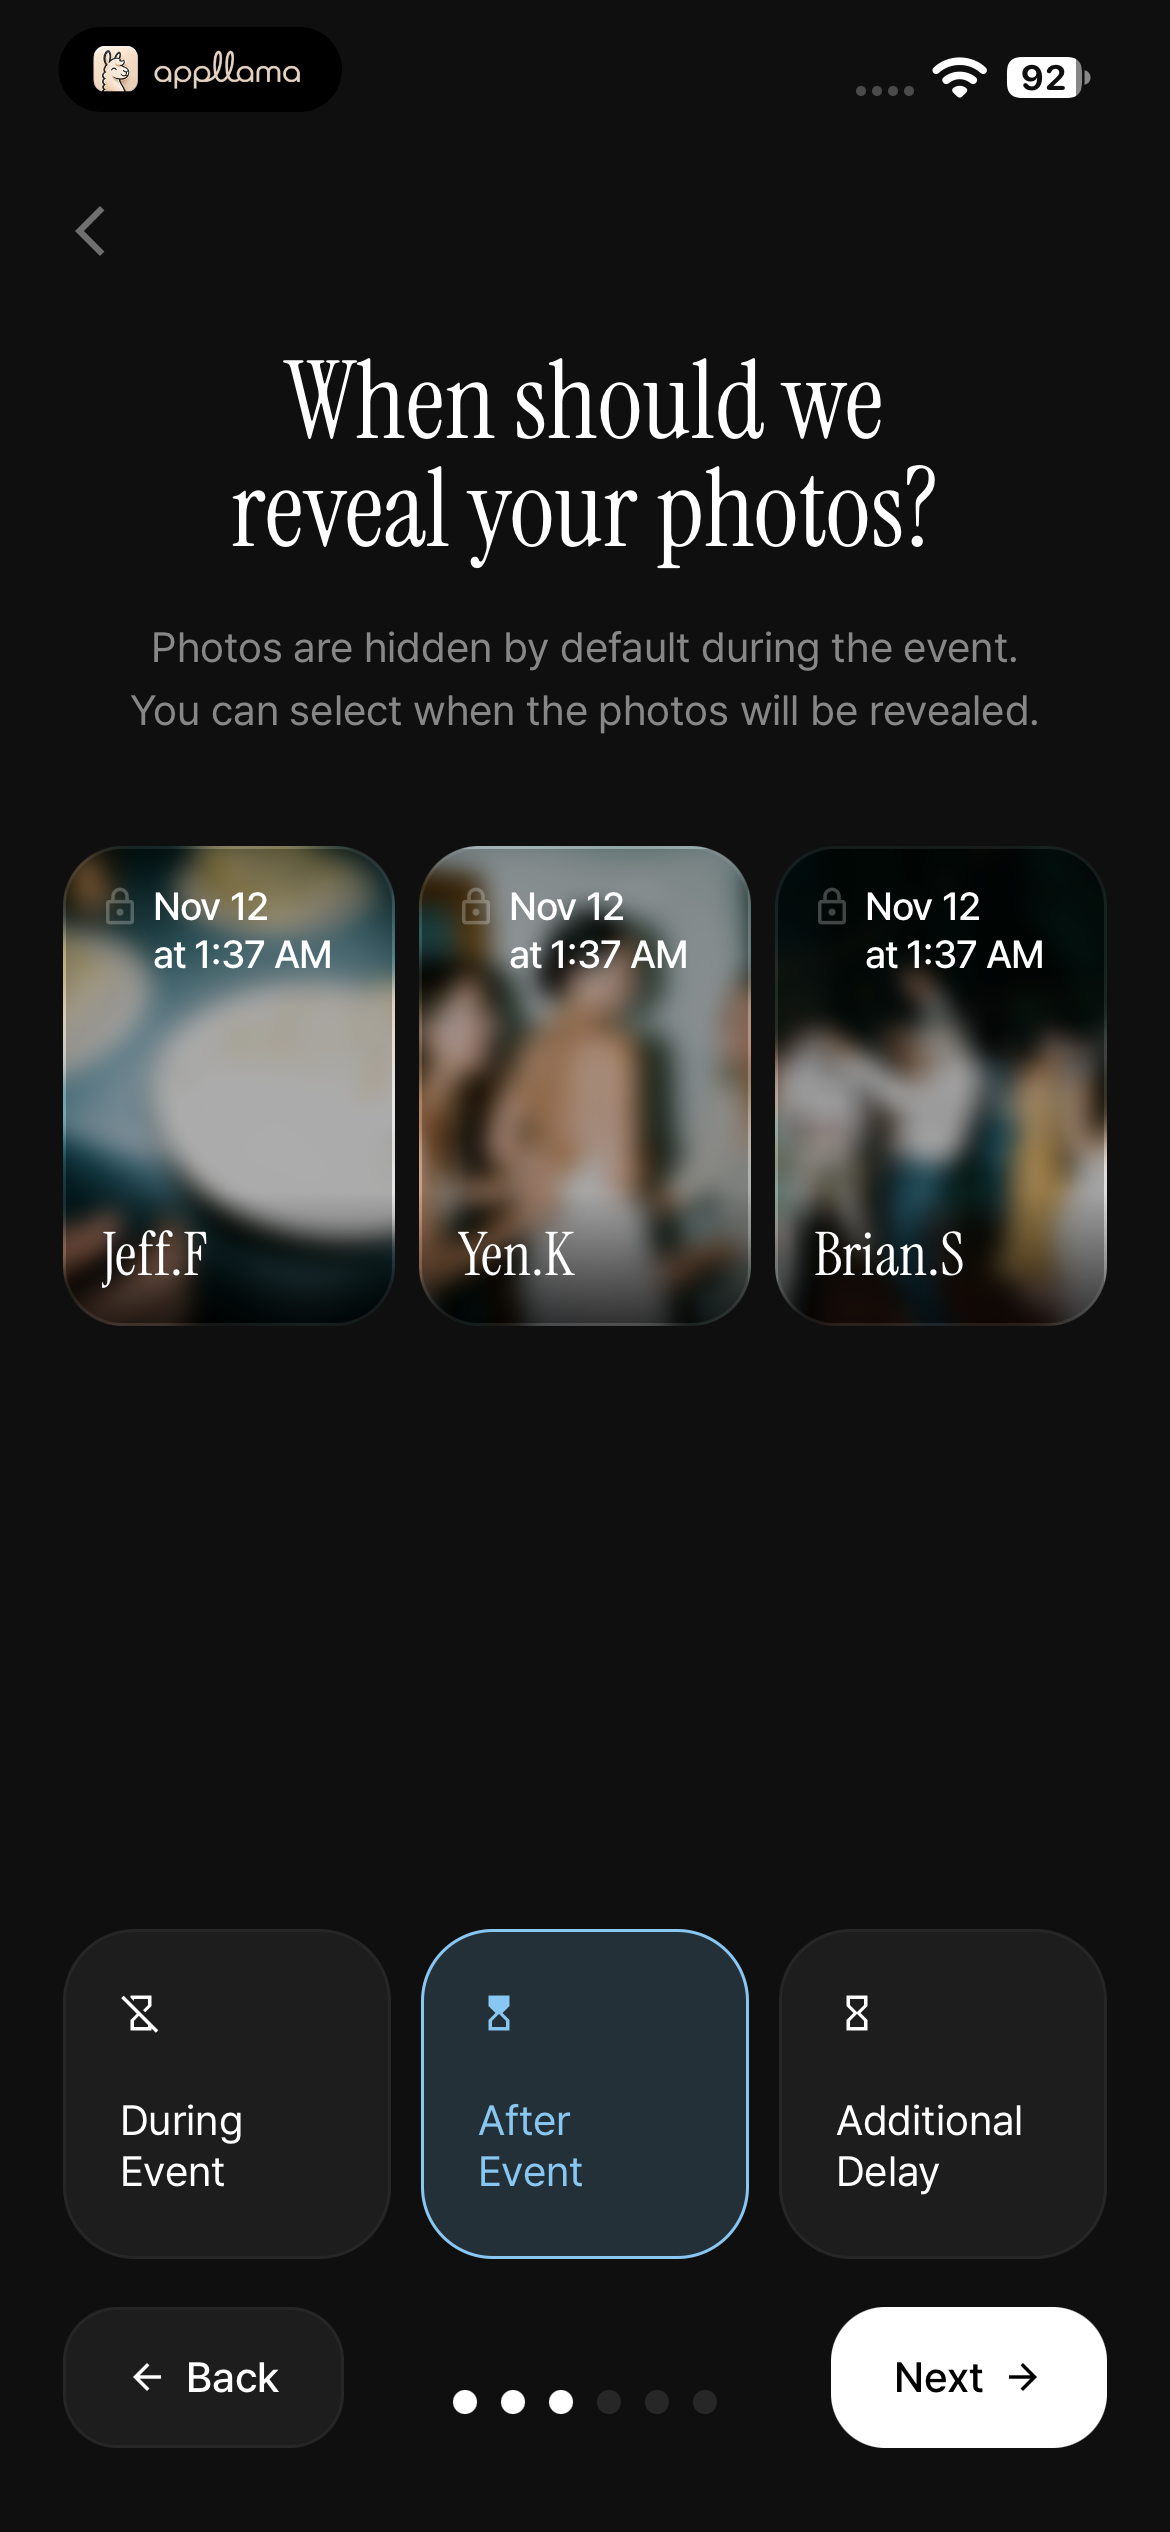 appllama
92
When should we
reveal your photos?
Photos are hidden by default during the event.
You can select when the photos will be revealed.
Nov 12
at 1:37 AM
Jeff.F
Nov 12
at 1:37 AM
Yen.K
Nov 12
at 1:37 AM
Brian.S
During
Event
After
Event
Additional
Delay
Back
Next